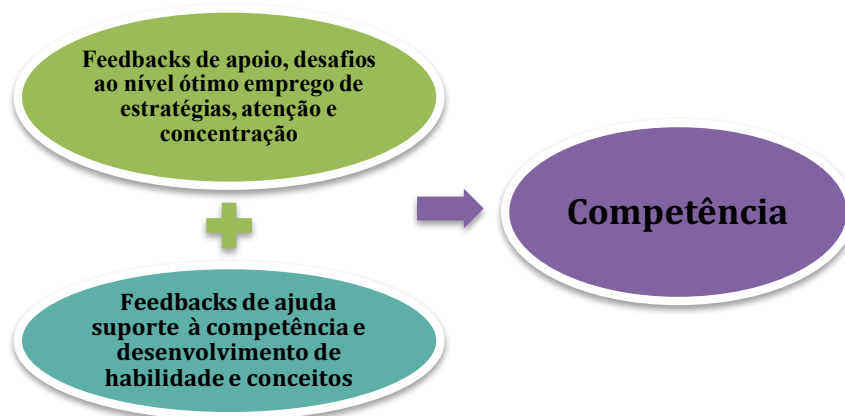 Feedbacks de apoio, desafios
ao nível ótimo emprego de
estratégias, atenção e
concentração
Competência
Feedbacks de ajuda
suporte à competência e
desenvolvimento de
habilidade e conceitos